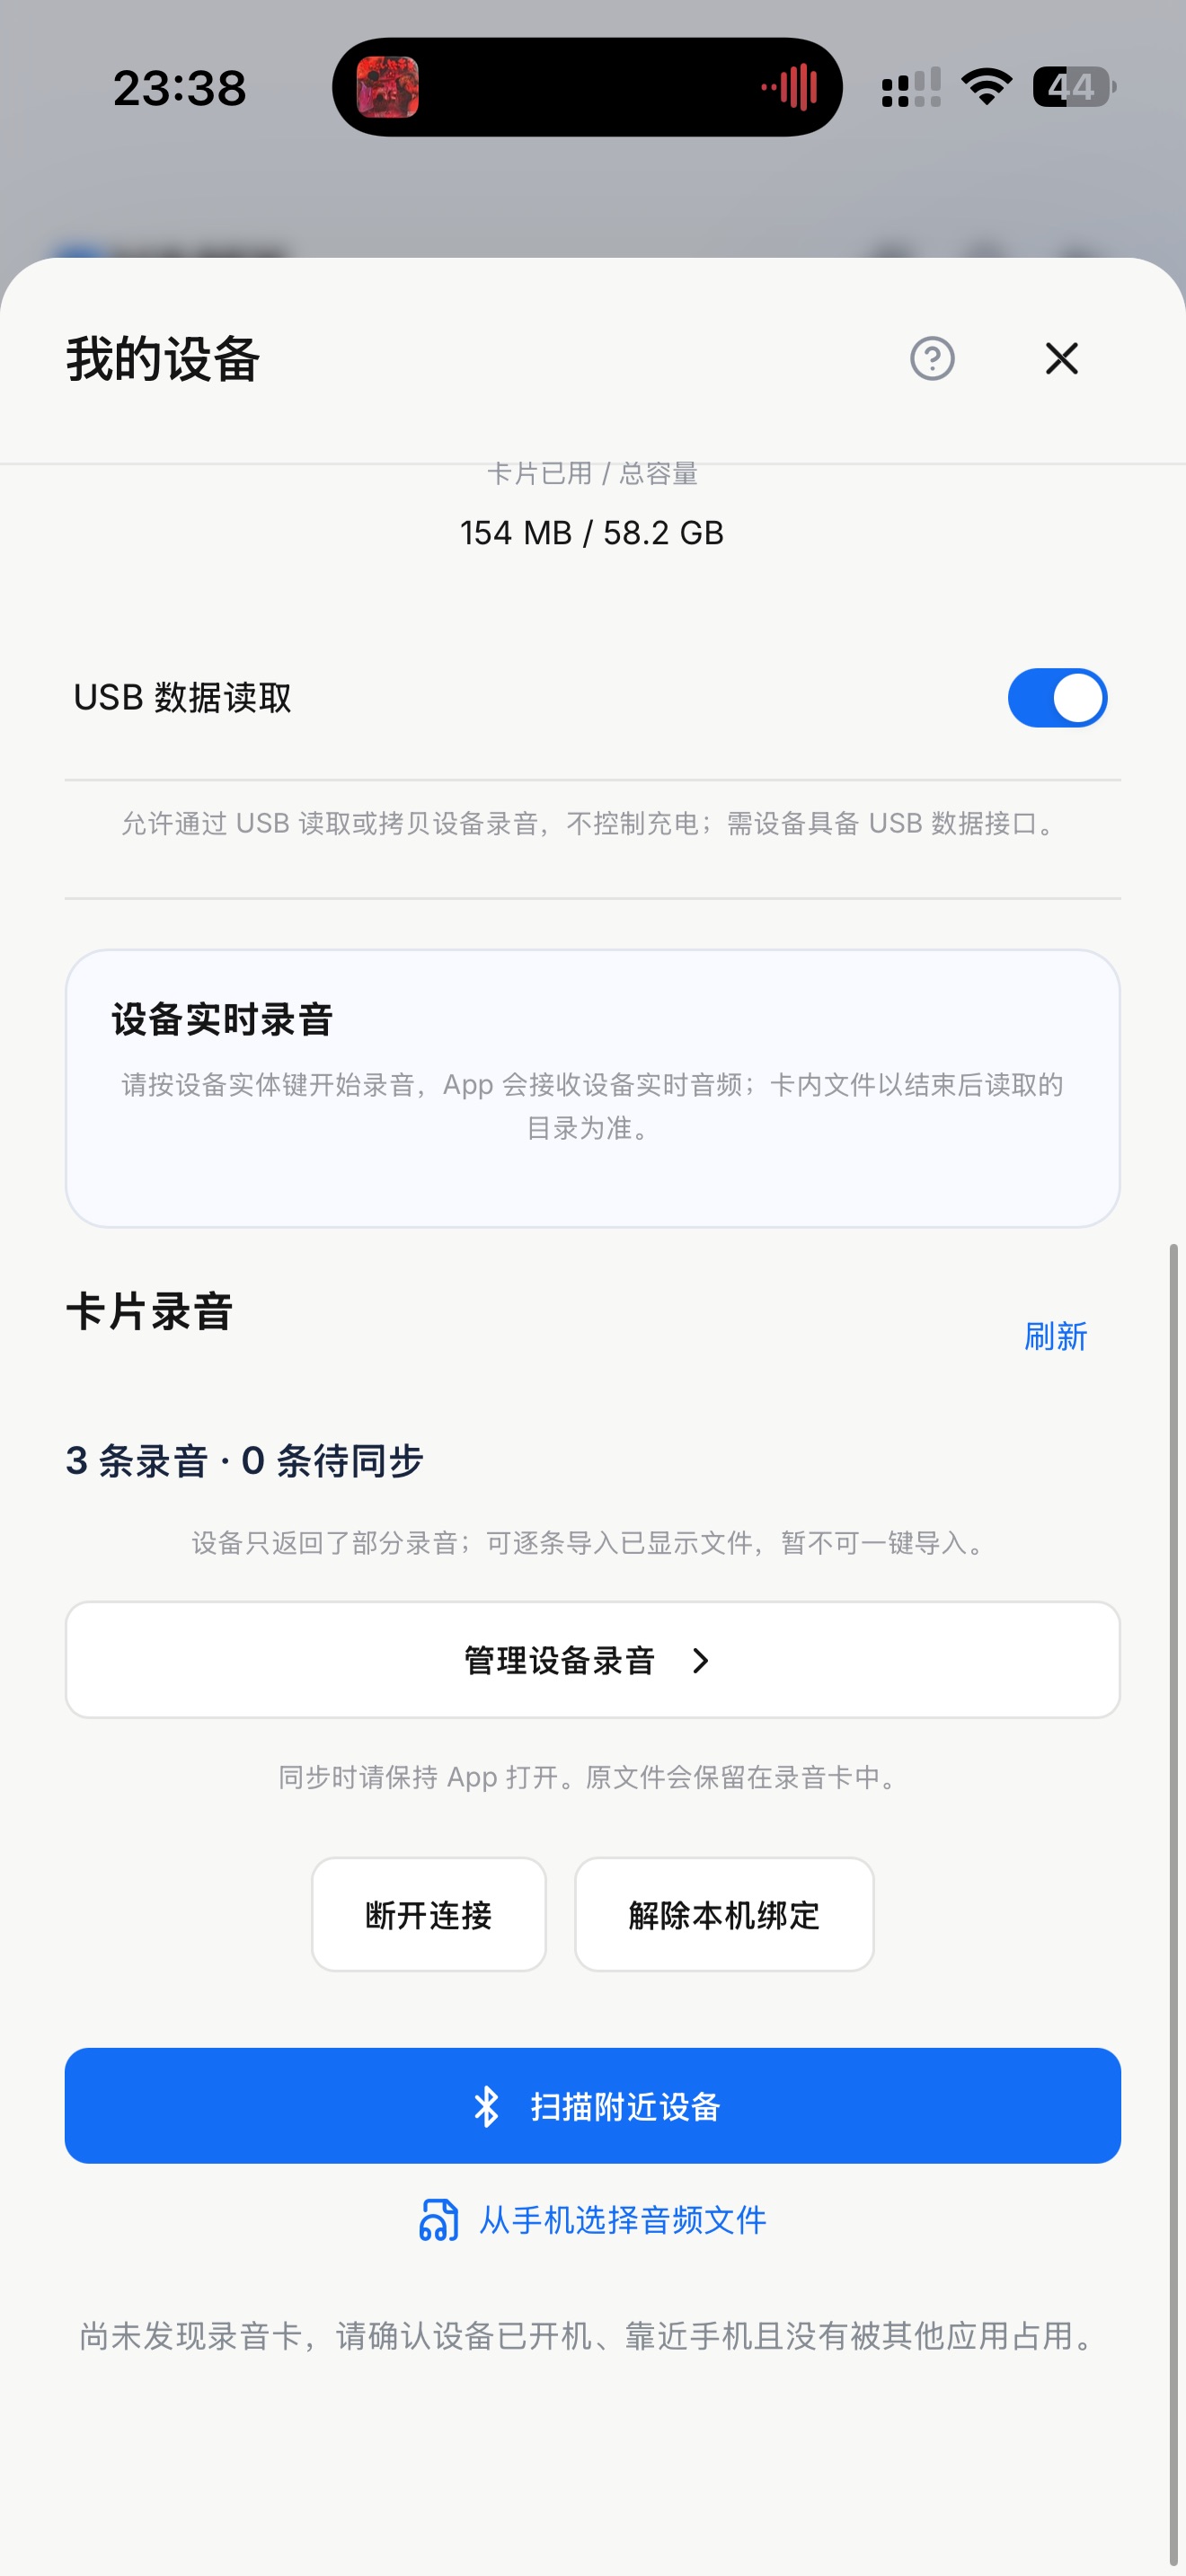 23:38
44
我的设备
卡片已用 / 总容量
154 MB / 58.2 GB
USB 数据读取
允许通过 USB 读取或拷贝设备录音，不控制充电；需设备具备 USB 数据接口。
设备实时录音
请按设备实体键开始录音，App 会接收设备实时音频；卡内文件以结束后读取的
目录为准。
卡片录音
刷新
3 条录音 · 0 条待同步
设备只返回了部分录音；可逐条导入已显示文件，暂不可一键导入。
管理设备录音
同步时请保持 App 打开。原文件会保留在录音卡中。
断开连接
解除本机绑定
扫描附近设备
从手机选择音频文件
尚未发现录音卡，请确认设备已开机、靠近手机且没有被其他应用占用。